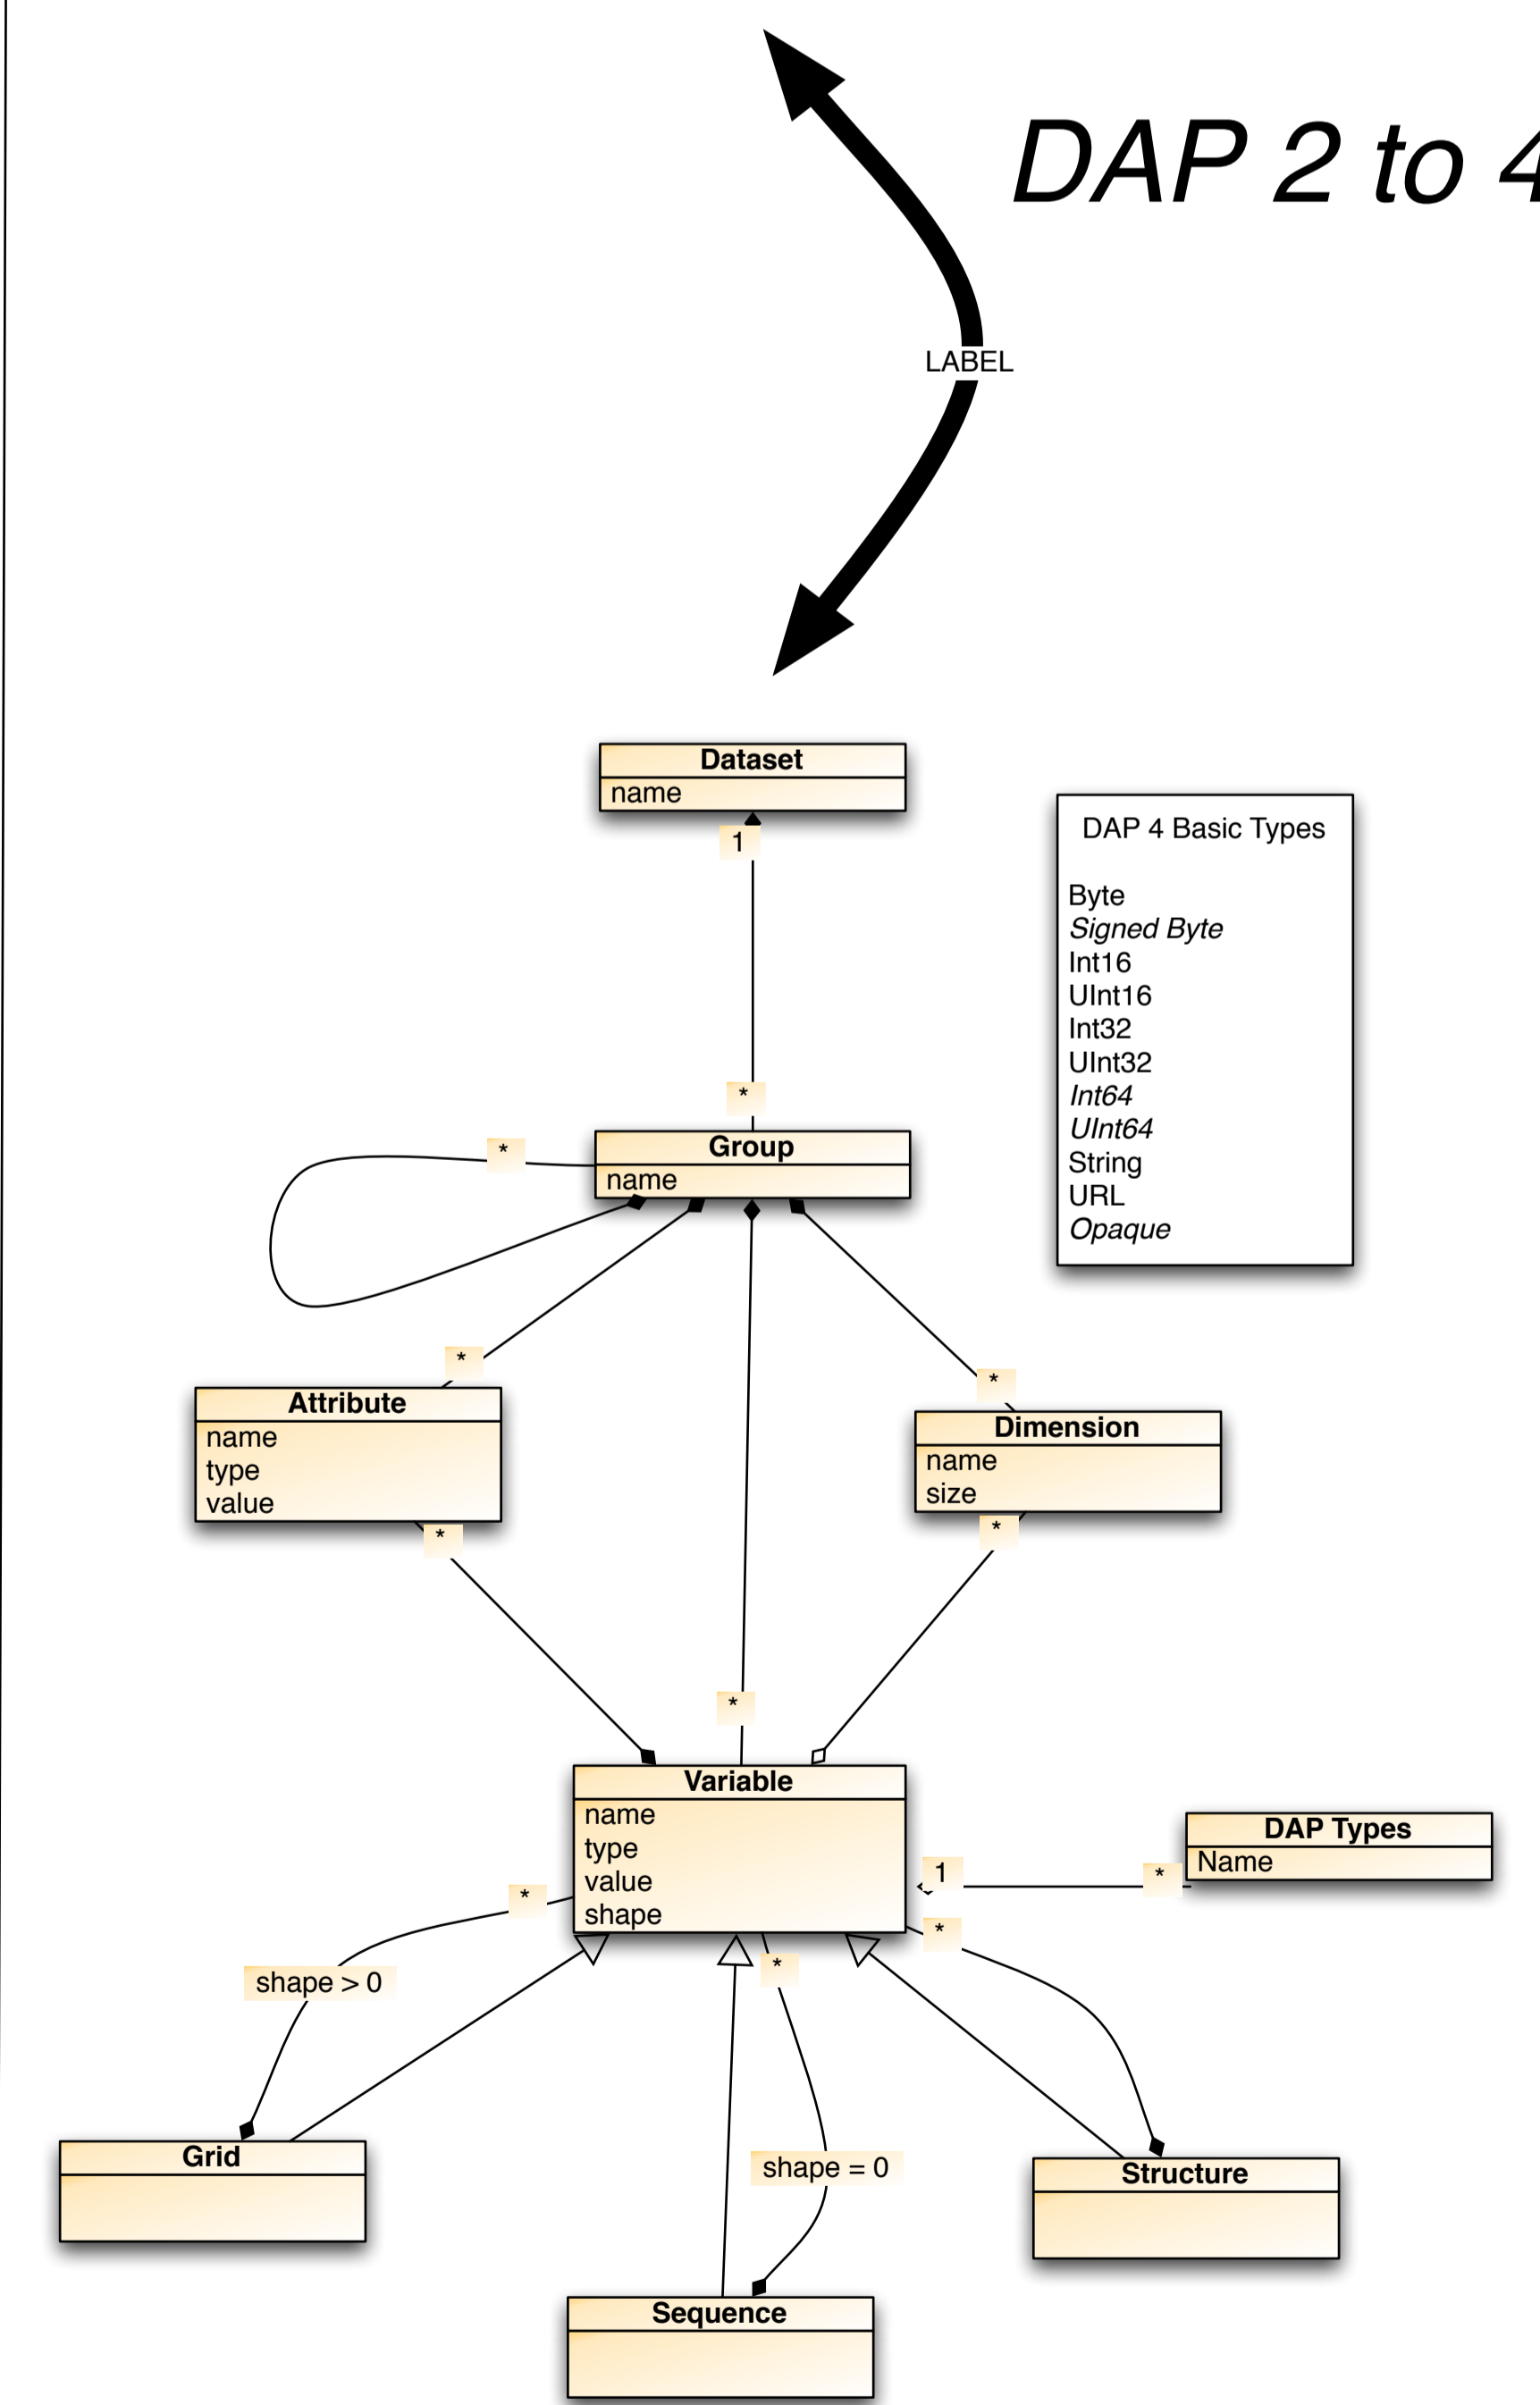 DAP 2 to 4
LABEL
Dataset
name
1
*
DAP 4 Basic Types
Byte
Signed Byte
Int16
UInt16
Int32
UInt32
Int64
UInt64
String
URL
Opaque
Group
name
*
*
*
Attribute
name
type
value
*
Dimension
name
size
*
*
Variable
name
type
value
shape
1
*
DAP Types
Name
*
*
*
shape > 0
shape = 0
Grid
Structure
Sequence